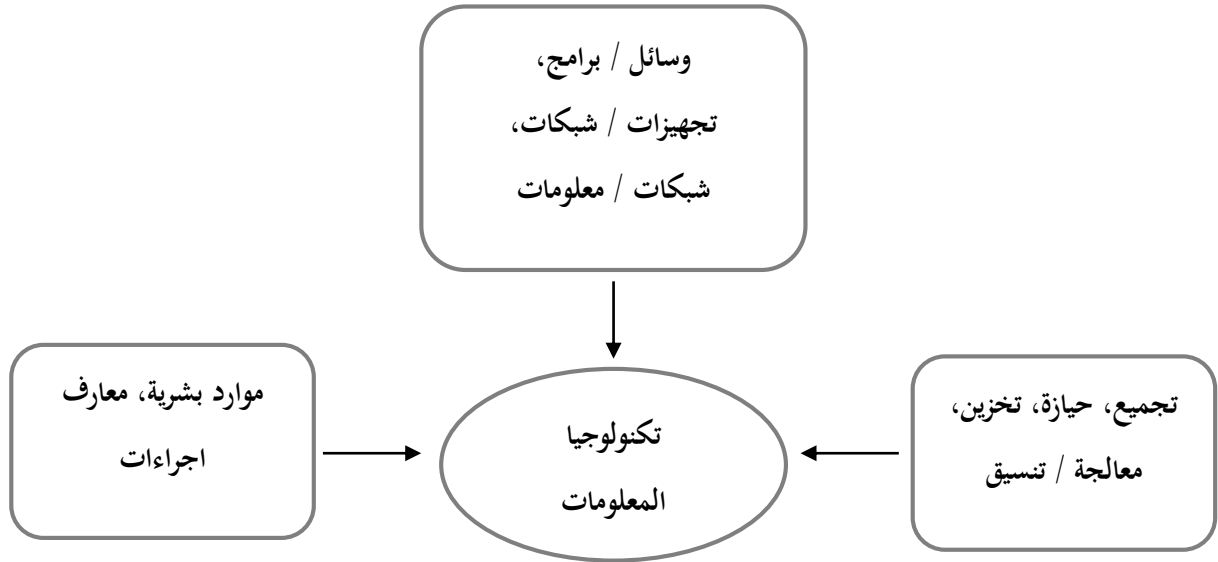 وسائل / برامج،
تجهيزات / شبكات،
شبكات / معلومات
تجميع، حيازة، تخزين،
معالجة / تنسيق
تكنولوجيا
المعلومات
موارد بشرية، معارف
اجراءات